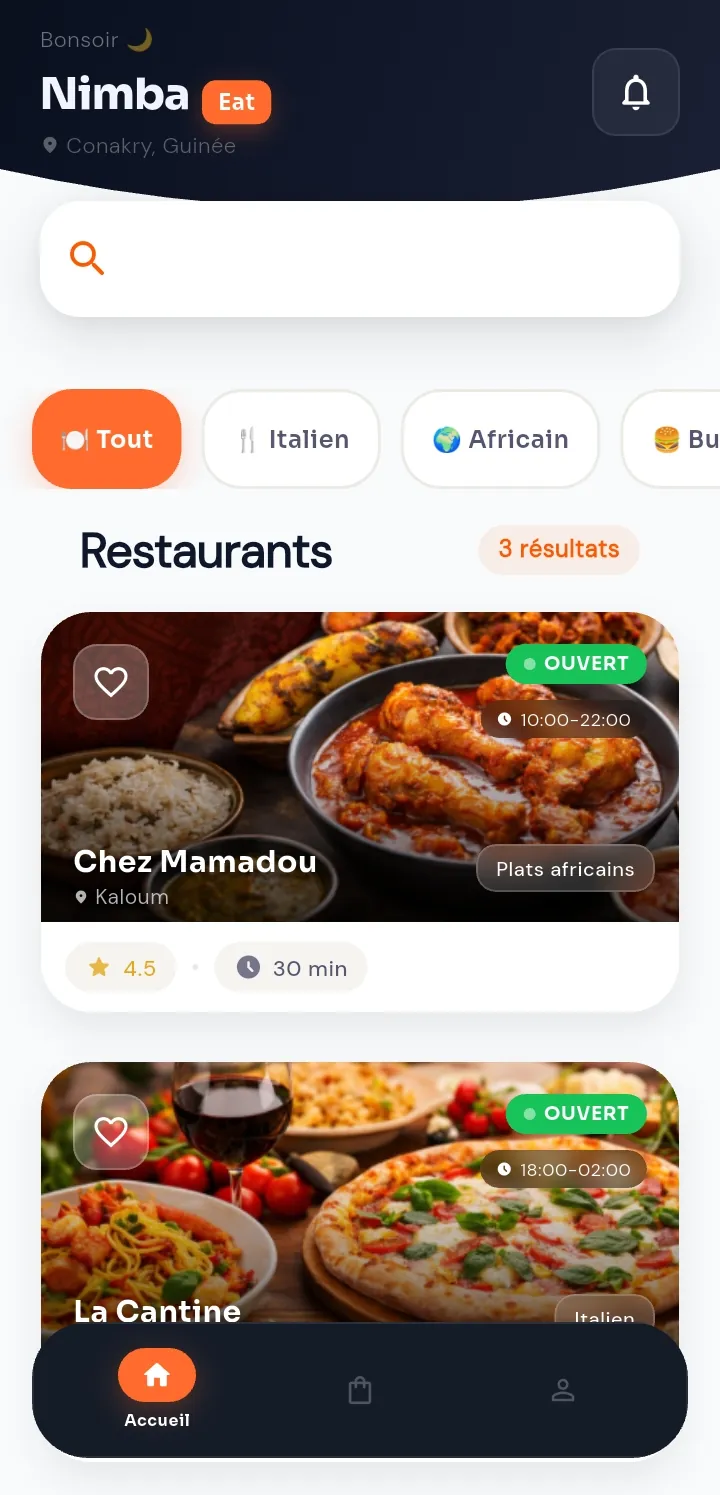 Bonsoir 🌙
Nimba Eat
Conakry, Guinée
Tout
Italien
Africain
Bu
Restaurants
3 résultats
OUVERT
10:00-22:00
Chez Mamadou
Plats africains
Kaloum
4.5
30 min
OUVERT
18:00-02:00
La Cantine
Italien
Accueil